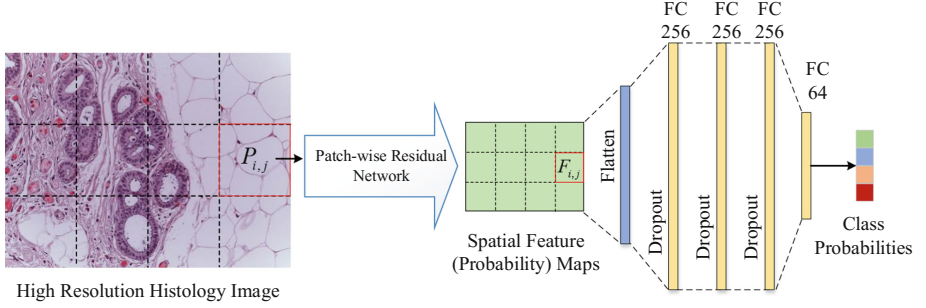 FC FC FC
256 256 256
FC
64
P_{i,j}
Patch-wise Residual
Network
F_{i,j}
Flatten
Dropout
Dropout
Dropout
Spatial Feature
(Probability) Maps
Class
Probabilities
High Resolution Histology Image